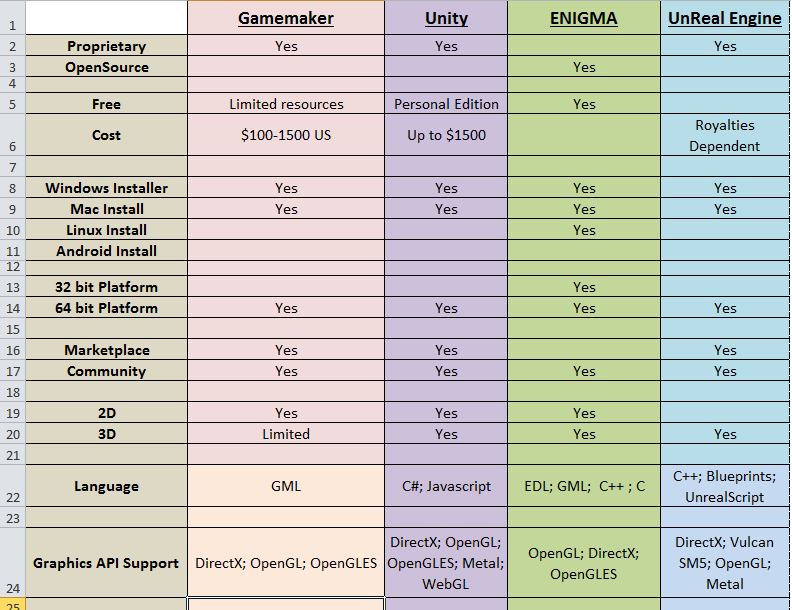 1 Gamemaker Unity ENIGMA UnReal Engine
2 Proprietary Yes Yes Yes
3 OpenSource Yes
4
5 Free Limited resources Personal Edition Yes
6 Cost $100-1500 US Up to $1500 Royalties
Dependent
7
8 Windows Installer Yes Yes Yes Yes
9 Mac Install Yes Yes Yes Yes
10 Linux Install Yes
11 Android Install
12
13 32 bit Platform Yes
14 64 bit Platform Yes Yes Yes Yes
15
16 Marketplace Yes Yes Yes
17 Community Yes Yes Yes Yes
18
19 2D Yes Yes Yes
20 3D Limited Yes Yes Yes
21
22 Language GML C#; Javascript EDL; GML; C++ ; C C++; Blueprints;
UnrealScript
23
24 Graphics API Support DirectX; OpenGL; OpenGLES DirectX; OpenGL;
OpenGLES; Metal;
WebGL OpenGL; DirectX;
OpenGLES DirectX; Vulcan
SM5; OpenGL;
Metal
25